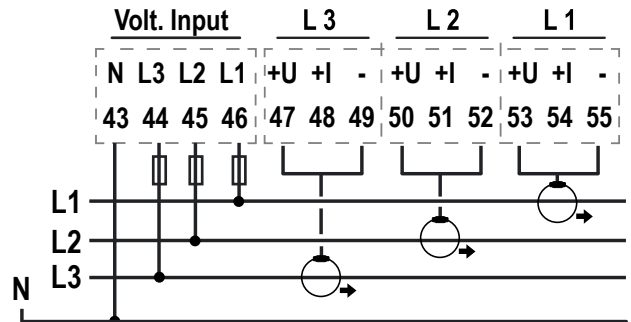 Volt. Input L 3 L 2 L 1
N L3 L2 L1 +U +I - +U +I - +U +I -
43 44 45 46 47 48 49 50 51 52 53 54 55
L1
L2
L3
N